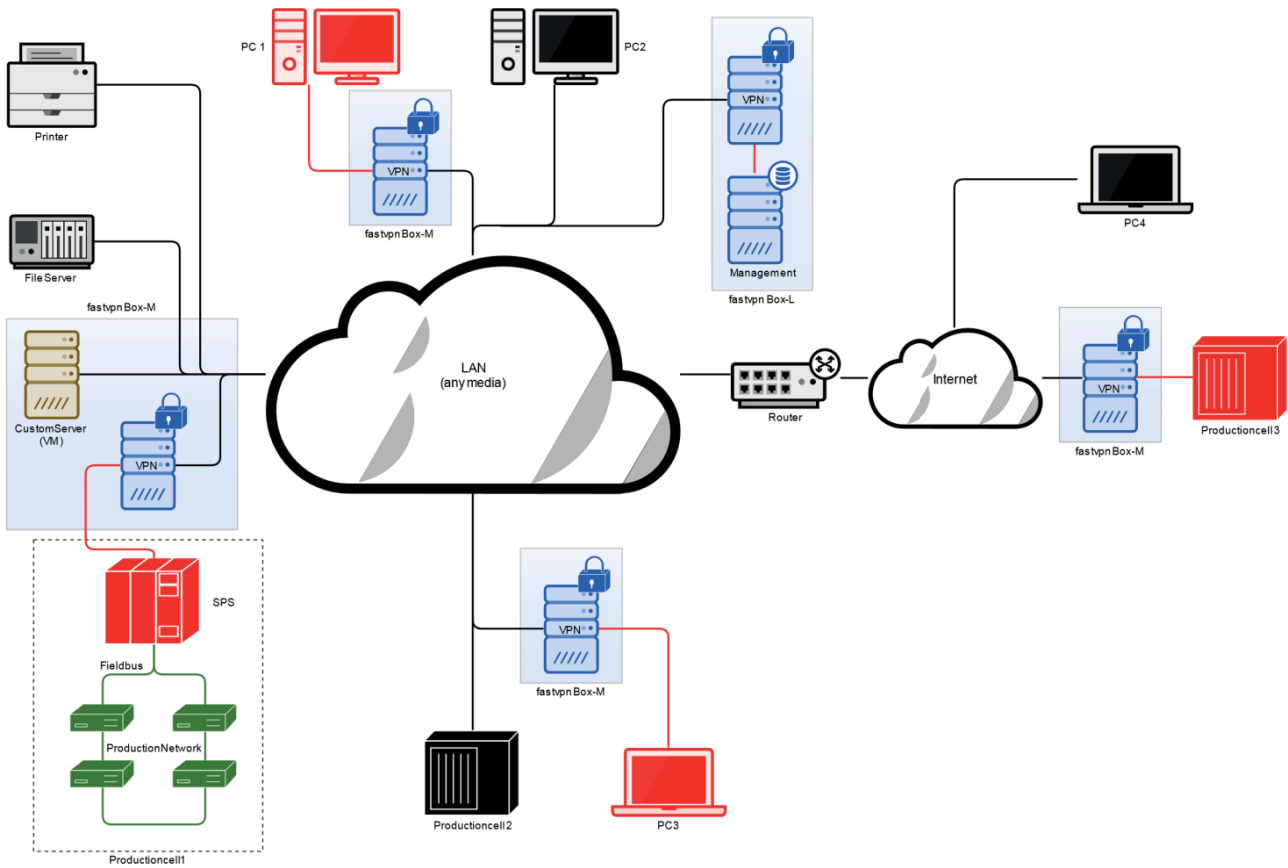 PC 1
PC2
VPN
VPN
Printer
fastvpn Box-M
PC4
Management
fastvpn Box-L
FileServer
fastvpn Box-M
LAN
(any media)
Internet
VPN
Router
CustomServer
(VM)
Productioncell3
fastvpn Box-M
VPN
SPS
VPN
Fieldbus
fastvpn Box-M
ProductionNetwork
Productioncell2
PC3
Productioncell1